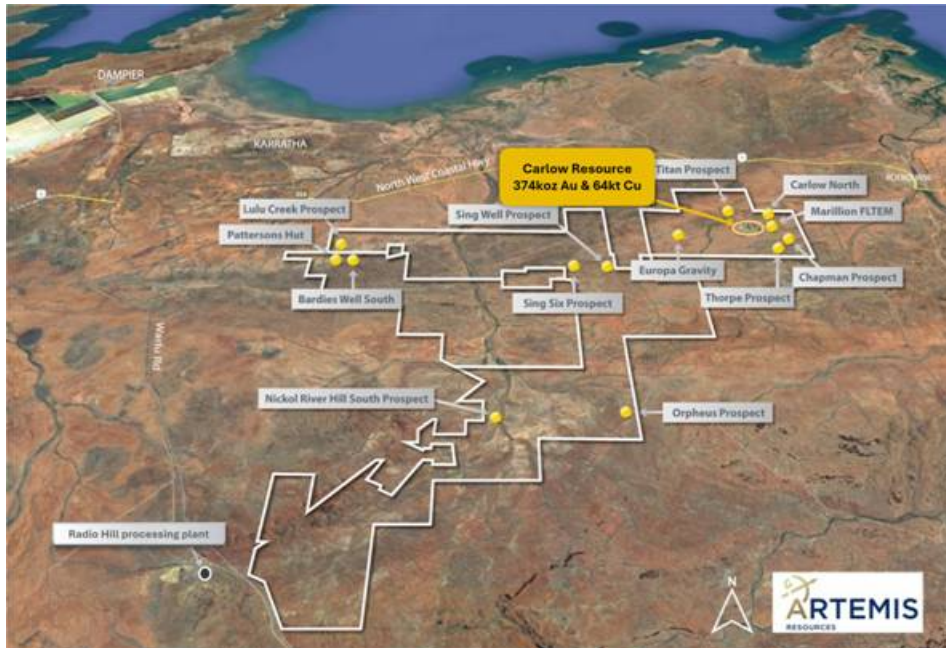 DAMPIER
KARRATHA
North West Coastal Hwy
Carlow Resource
374koz Au & 64kt Cu
Titan Prospect
Carlow North
Marillion FLTEM
Lulu Creek Prospect
Sing Well Prospect
Pattersons Hut
Europa Gravity
Chapman Prospect
Bardies Well South
Sing Six Prospect
Thorpe Prospect
Nickol River Hill South Prospect
Orpheus Prospect
Radio Hill processing plant
N
ARTEMIS
RESOURCES